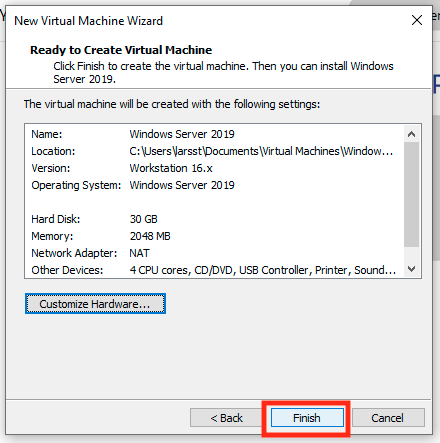 New Virtual Machine Wizard
Ready to Create Virtual Machine
Click Finish to create the virtual machine. Then you can install Windows
Server 2019.
The virtual machine will be created with the following settings:
Name: Windows Server 2019
Location: C:\Users\larsst\Documents\Virtual Machines\Window...
Version: Workstation 16.x
Operating System: Windows Server 2019
Hard Disk: 30 GB
Memory: 2048 MB
Network Adapter: NAT
Other Devices: 4 CPU cores, CD/DVD, USB Controller, Printer, Sound...
Customize Hardware...
< Back Finish Cancel